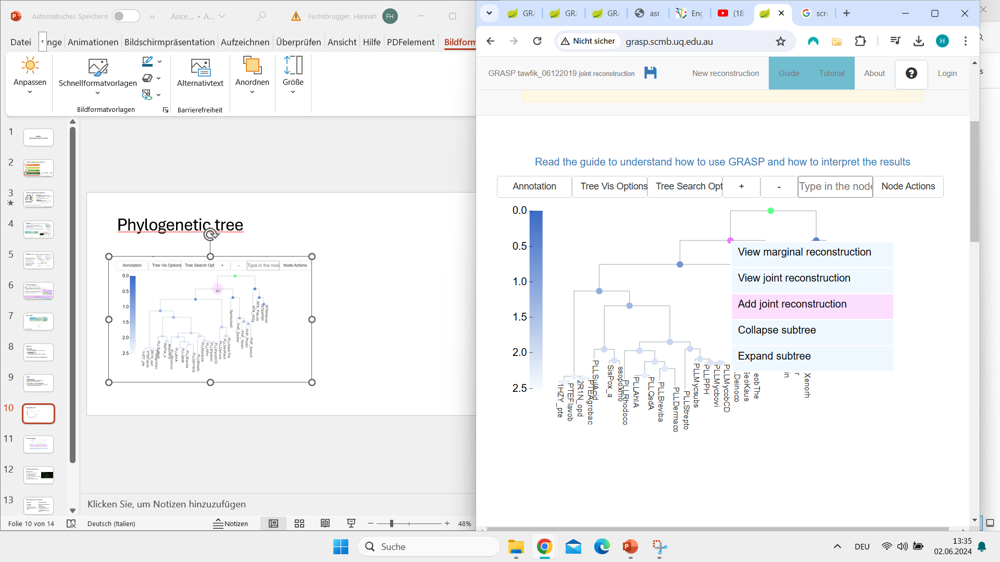 Automatisches Speichern
Ance... • A...
Fuchsbrugger, Hannah
FH
Datei
nge
Animationen
Bildschirmpräsentation
Aufzeichnen
Überprüfen
Ansicht
Hilfe
PDFelement
Bildform
Anpassen
Schnellformatvorlagen
Alternativtext
Anordnen
Größe
Bildformatvorlagen
Barrierefreiheit
1
2
3
4
5
6
7
8
9
10
11
12
13
Phylogenetic tree
Annotation
Tree Vis Options
Tree Search Opt
+
-
Type in the node
Node Actions
0.0
0.5
1.0
1.5
2.0
2.5
N1
Klicken Sie, um Notizen hinzuzufügen
Folie 10 von 14
Deutsch (Italien)
Notizen
48%
GRA
GRA
GRA
asr.
Eng
(18
scre
Nicht sicher
grasp.scmb.uq.edu.au
H
GRASP tawfik_06122019 joint reconstruction
New reconstruction
Guide
Tutorial
About
?
Login
Read the guide to understand how to use GRASP and how to interpret the results
Annotation
Tree Vis Options
Tree Search Opt
+
-
Type in the node
Node Actions
0.0
0.5
1.0
1.5
2.0
2.5
View marginal reconstruction
View joint reconstruction
Add joint reconstruction
Collapse subtree
Expand subtree
1HZY_pte
PTEFlavob
2R1N_opd
PTEAgrobac
PLLSulAcid
SisPox_a
ssopoxmo
PLLRhodoco
PLLAhlA
PLLQsdA
PLLBreviba
PLLDermaco
PLLStrepto
PLLMycsubs
PLLPPH
PLLMycbovi
PLLMycobCD
Deinoco
GeoKaus
eobThe
in
r
Xenorh
Suche
DEU
13:35
02.06.2024